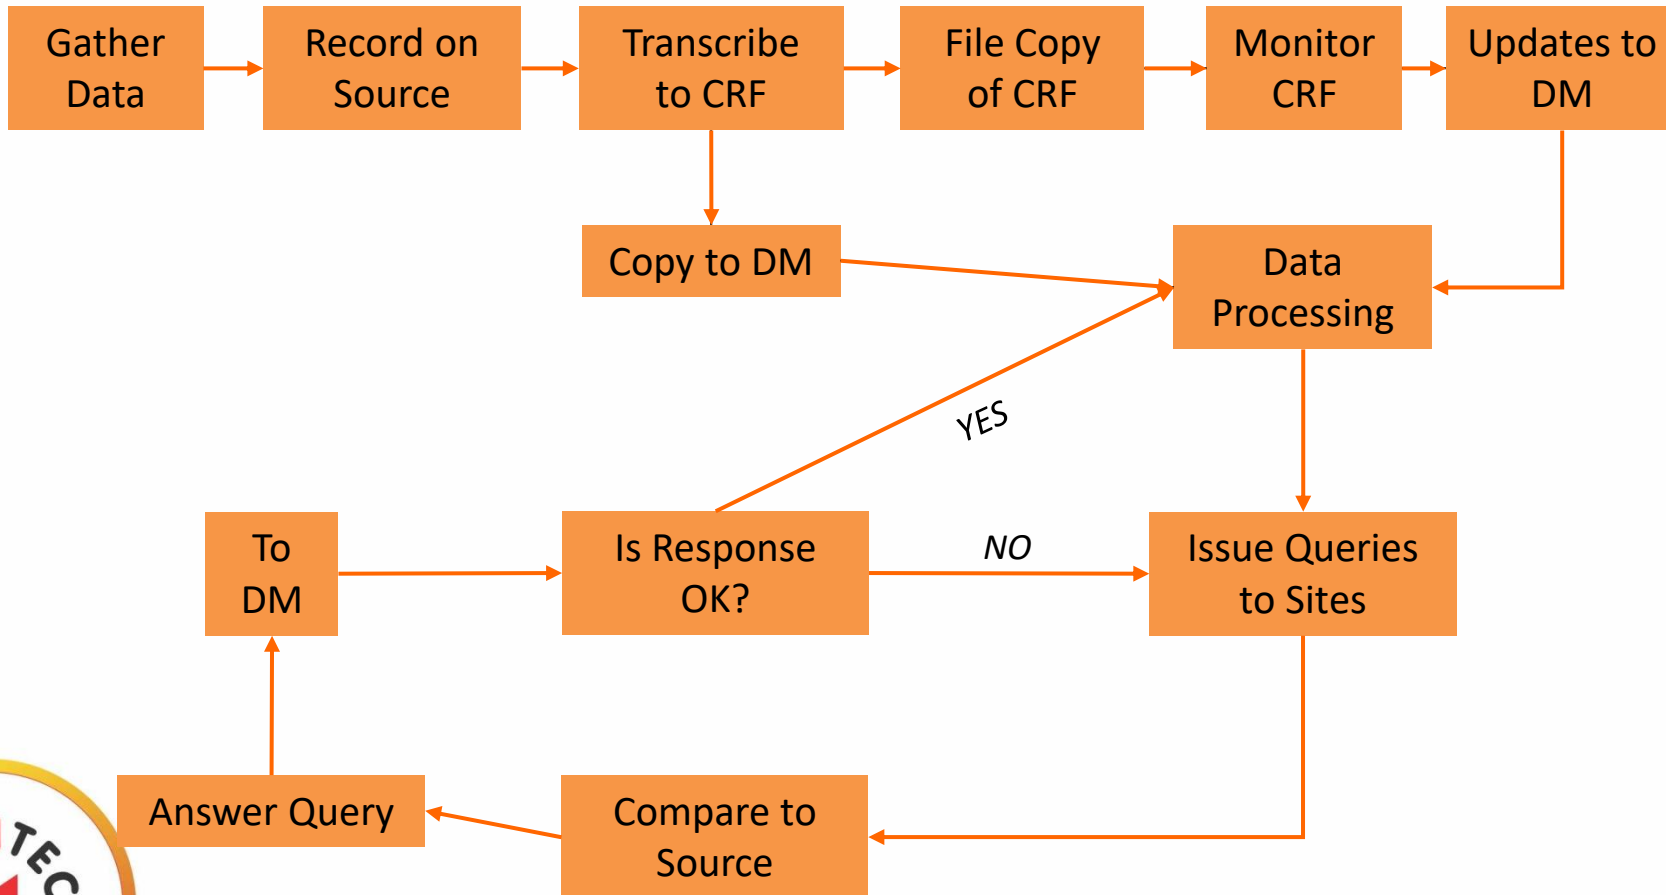 Gather
Data
Record on
Source
Transcribe
to CRF
File Copy
of CRF
Monitor
CRF
Updates to
DM
Copy to DM
Data
Processing
YES
To
DM
Is Response
OK?
NO
Issue Queries
to Sites
Answer Query
Compare to
Source